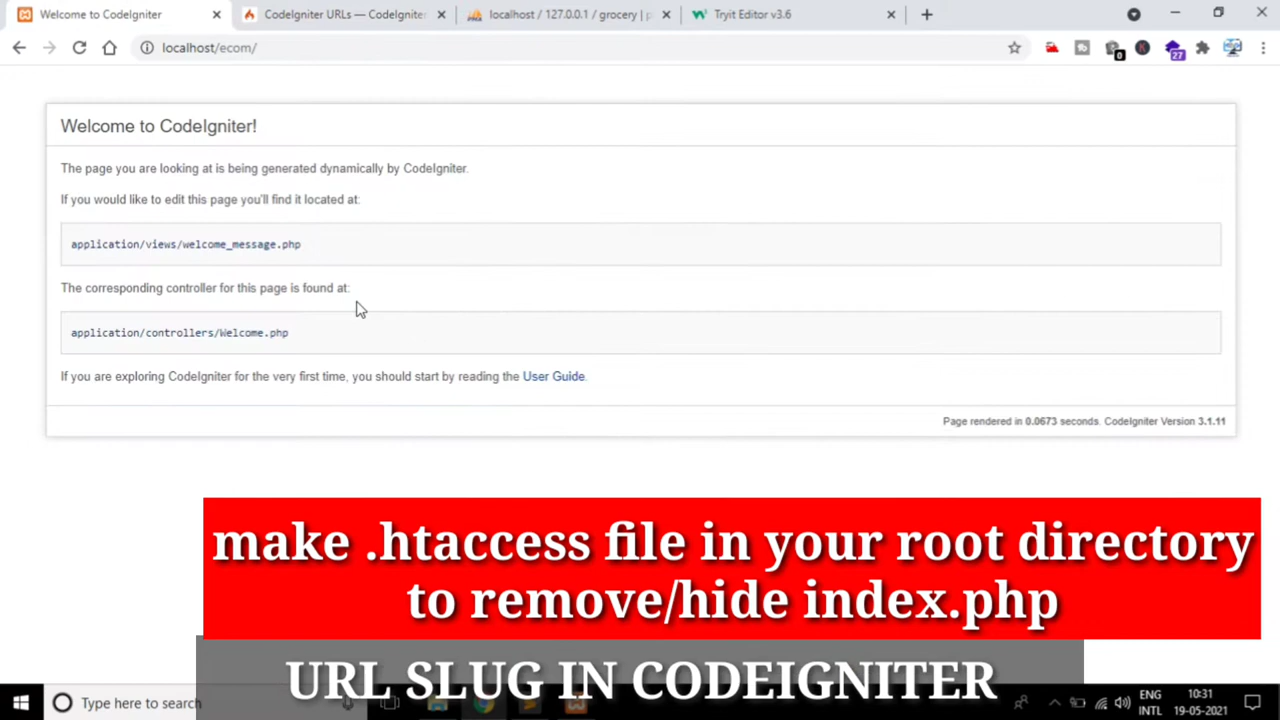 Welcome to CodeIgniter
CodeIgniter URLs — CodeIgniter
localhost / 127.0.0.1 / grocery | p
Tryit Editor v3.6
localhost/ecom/
0
27
Welcome to CodeIgniter!
The page you are looking at is being generated dynamically by CodeIgniter.
If you would like to edit this page you'll find it located at:
application/views/welcome_message.php
The corresponding controller for this page is found at:
application/controllers/Welcome.php
If you are exploring CodeIgniter for the very first time, you should start by reading the User Guide.
Page rendered in 0.0673 seconds. CodeIgniter Version 3.1.11
make .htaccess file in your root directory
to remove/hide index.php
URL SLUG IN CODEIGNITER
Type here to search
ENG
INTL
10:31
19-05-2021